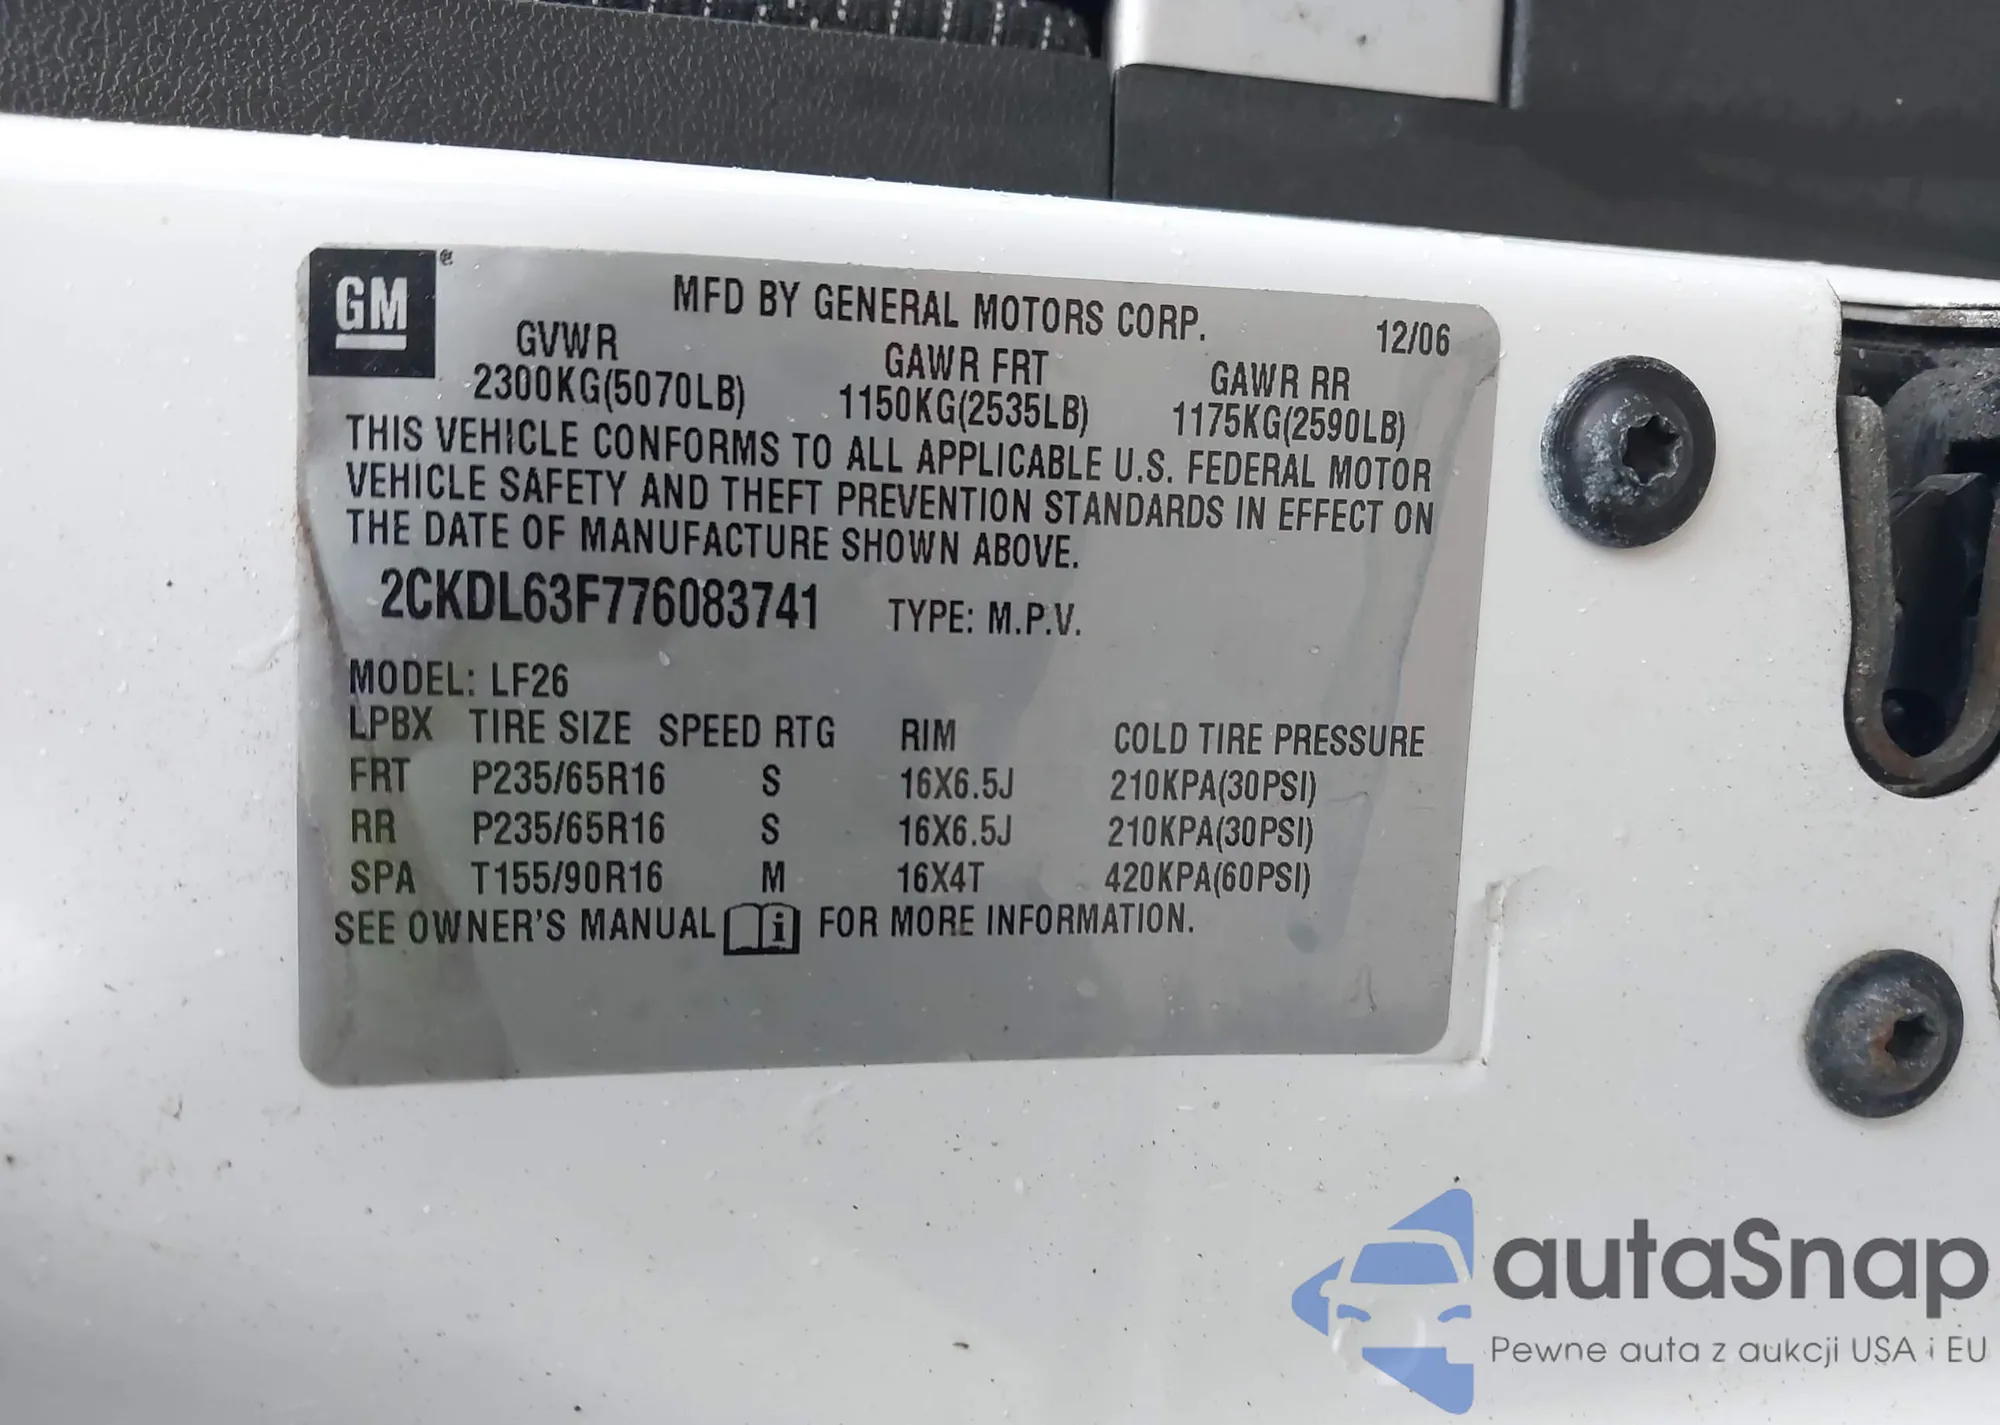 GM®
MFD BY GENERAL MOTORS CORP. 12/06
GVWR GAWR FRT GAWR RR
2300KG(5070LB) 1150KG(2535LB) 1175KG(2590LB)
THIS VEHICLE CONFORMS TO ALL APPLICABLE U.S. FEDERAL MOTOR
VEHICLE SAFETY AND THEFT PREVENTION STANDARDS IN EFFECT ON
THE DATE OF MANUFACTURE SHOWN ABOVE.
2CKDL63F776083741 TYPE: M.P.V.
MODEL: LF26
LPBX TIRE SIZE SPEED RTG RIM COLD TIRE PRESSURE
FRT P235/65R16 S 16X6.5J 210KPA(30PSI)
RR P235/65R16 S 16X6.5J 210KPA(30PSI)
SPA T155/90R16 M 16X4T 420KPA(60PSI)
SEE OWNER'S MANUAL i FOR MORE INFORMATION.
autaSnap
Pewne auta z aukcji USA i EU